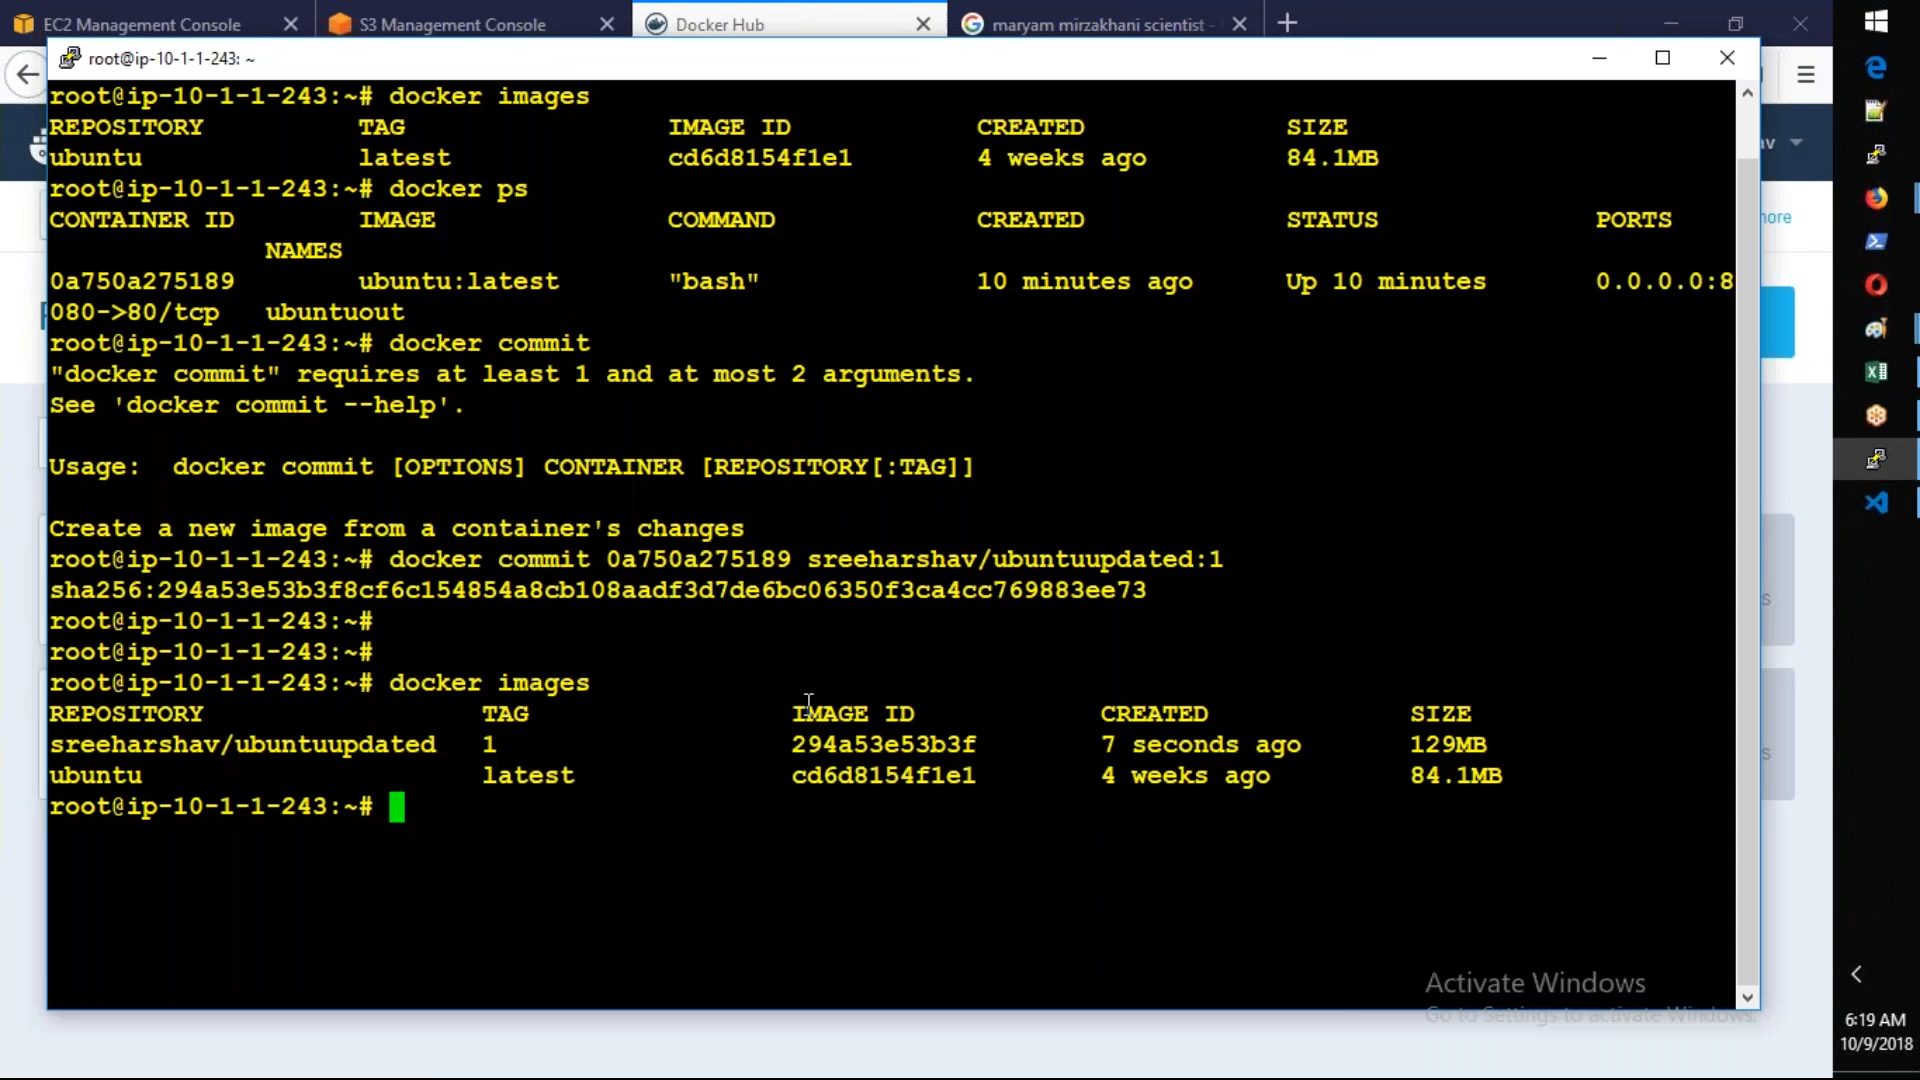 EC2 Management Console
S3 Management Console
Docker Hub
maryam mirzakhani scientist -
root@ip-10-1-1-243: ~
root@ip-10-1-1-243:~# docker images
REPOSITORY TAG IMAGE ID CREATED SIZE
ubuntu latest cd6d8154f1e1 4 weeks ago 84.1MB
root@ip-10-1-1-243:~# docker ps
CONTAINER ID IMAGE COMMAND CREATED STATUS PORTS
NAMES
0a750a275189 ubuntu:latest "bash" 10 minutes ago Up 10 minutes 0.0.0.0:8
080->80/tcp ubuntuout
root@ip-10-1-1-243:~# docker commit
"docker commit" requires at least 1 and at most 2 arguments.
See 'docker commit --help'.
Usage: docker commit [OPTIONS] CONTAINER [REPOSITORY[:TAG]]
Create a new image from a container's changes
root@ip-10-1-1-243:~# docker commit 0a750a275189 sreeharshav/ubuntuupdated:1
sha256:294a53e53b3f8cf6c154854a8cb108aadf3d7de6bc06350f3ca4cc769883ee73
root@ip-10-1-1-243:~#
root@ip-10-1-1-243:~#
root@ip-10-1-1-243:~# docker images
REPOSITORY TAG IMAGE ID CREATED SIZE
sreeharshav/ubuntuupdated 1 294a53e53b3f 7 seconds ago 129MB
ubuntu latest cd6d8154f1e1 4 weeks ago 84.1MB
root@ip-10-1-1-243:~#
Activate Windows
Go to Settings to activate Windows.
6:19 AM
10/9/2018